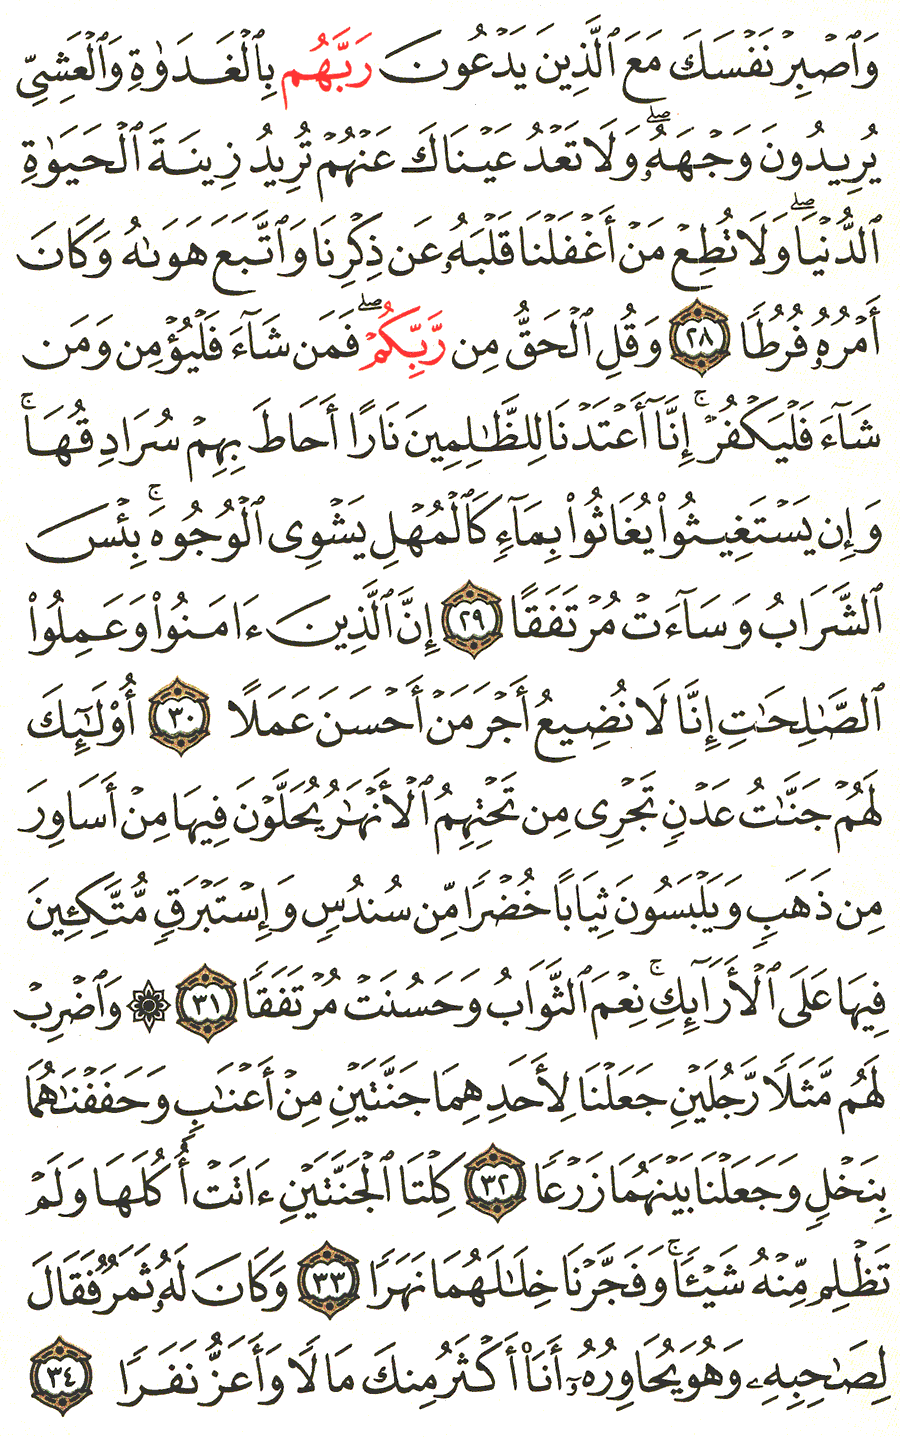 وَٱصۡبِرۡ نَفۡسَكَ مَعَ ٱلَّذِينَ يَدۡعُونَ رَبَّهُم بِٱلۡغَدَوٰةِ وَٱلۡعَشِيِّ
يُرِيدُونَ وَجۡهَهُۥۖ وَلَا تَعۡدُ عَيۡنَاكَ عَنۡهُمۡ تُرِيدُ زِينَةَ ٱلۡحَيَوٰةِ
ٱلدُّنۡيَاۖ وَلَا تُطِعۡ مَنۡ أَغۡفَلۡنَا قَلۡبَهُۥ عَن ذِكۡرِنَا وَٱتَّبَعَ هَوَىٰهُ وَكَانَ
أَمۡرُهُۥ فُرُطٗا ٢٨ وَقُلِ ٱلۡحَقُّ مِن رَّبِّكُمۡۖ فَمَن شَآءَ فَلۡيُؤۡمِن وَمَن
شَآءَ فَلۡيَكۡفُرۡۚ إِنَّآ أَعۡتَدۡنَا لِلظَّٰلِمِينَ نَارًا أَحَاطَ بِهِمۡ سُرَادِقُهَاۚ
وَإِن يَسۡتَغِيثُواْ يُغَاثُواْ بِمَآءٖ كَٱلۡمُهۡلِ يَشۡوِي ٱلۡوُجُوهَۚ بِئۡسَ
ٱلشَّرَابُ وَسَآءَتۡ مُرۡتَفَقًا ٢٩ إِنَّ ٱلَّذِينَ ءَامَنُواْ وَعَمِلُواْ
ٱلصَّٰلِحَٰتِ إِنَّا لَا نُضِيعُ أَجۡرَ مَنۡ أَحۡسَنَ عَمَلًا ٣٠ أُوْلَٰٓئِكَ
لَهُمۡ جَنَّٰتُ عَدۡنٖ تَجۡرِي مِن تَحۡتِهِمُ ٱلۡأَنۡهَٰرُ يُحَلَّوۡنَ فِيهَا مِنۡ أَسَاوِرَ
مِن ذَهَبٖ وَيَلۡبَسُونَ ثِيَابًا خُضۡرٗا مِّن سُندُسٖ وَإِسۡتَبۡرَقٖ مُّتَّكِـِٔينَ
فِيهَا عَلَى ٱلۡأَرَآئِكِۚ نِعۡمَ ٱلثَّوَابُ وَحَسُنَتۡ مُرۡتَفَقٗا ٣١ ۞ وَٱضۡرِبۡ
لَهُم مَّثَلٗا رَّجُلَيۡنِ جَعَلۡنَا لِأَحَدِهِمَا جَنَّتَيۡنِ مِنۡ أَعۡنَٰبٖ وَحَفَفۡنَٰهُمَا
بِنَخۡلٖ وَجَعَلۡنَا بَيۡنَهُمَا زَرۡعٗا ٣٢ كِلۡتَا ٱلۡجَنَّتَيۡنِ ءَاتَتۡ أُكُلَهَا وَلَمۡ
تَظۡلِم مِّنۡهُ شَيۡـٔٗاۚ وَفَجَّرۡنَا خِلَٰلَهُمَا نَهَرٗا ٣٣ وَكَانَ لَهُۥ ثَمَرٞ فَقَالَ
لِصَٰحِبِهِۦ وَهُوَ يُحَاوِرُهُۥٓ أَنَا۠ أَكۡثَرُ مِنكَ مَالٗا وَأَعَزُّ نَفَرٗا ٣٤